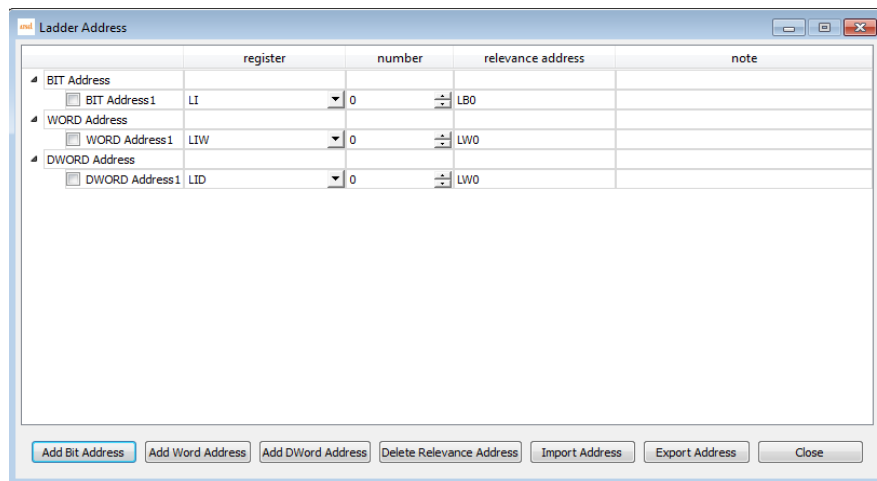 Ladder Address
register number relevance address note
BIT Address
BIT Address1 LI 0 LB0
WORD Address
WORD Address1 LIW 0 LW0
DWORD Address
DWORD Address1 LID 0 LW0
Add Bit Address Add Word Address Add DWord Address Delete Relevance Address Import Address Export Address Close